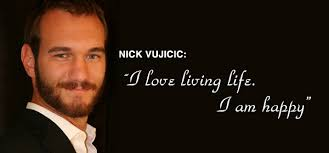 NICK VUJICIC:
"I love living life.
I am happy"